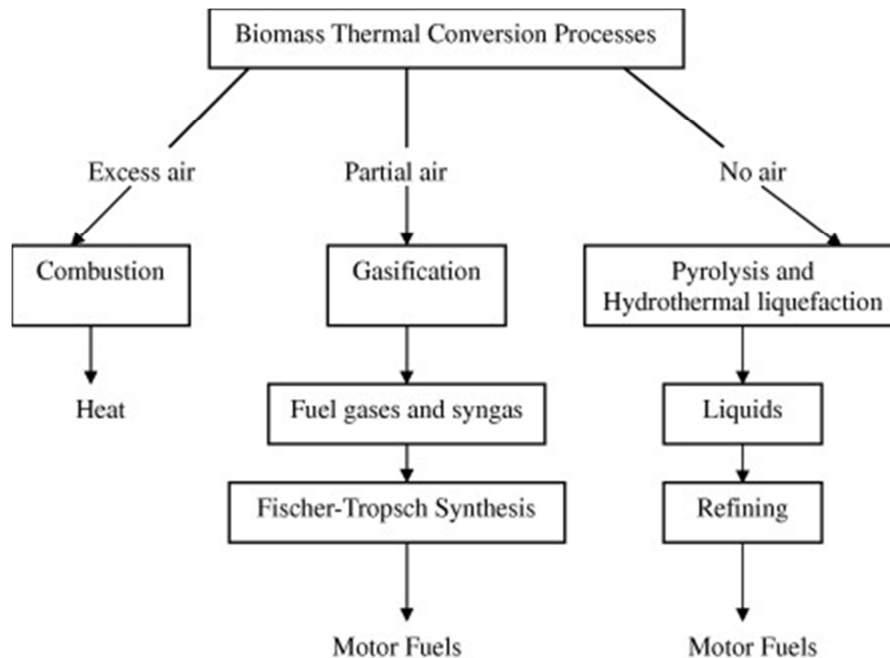 Biomass Thermal Conversion Processes
Excess air
Partial air
No air
Combustion
Gasification
Pyrolysis and
Hydrothermal liquefaction
Heat
Fuel gases and syngas
Liquids
Fischer-Tropsch Synthesis
Refining
Motor Fuels
Motor Fuels